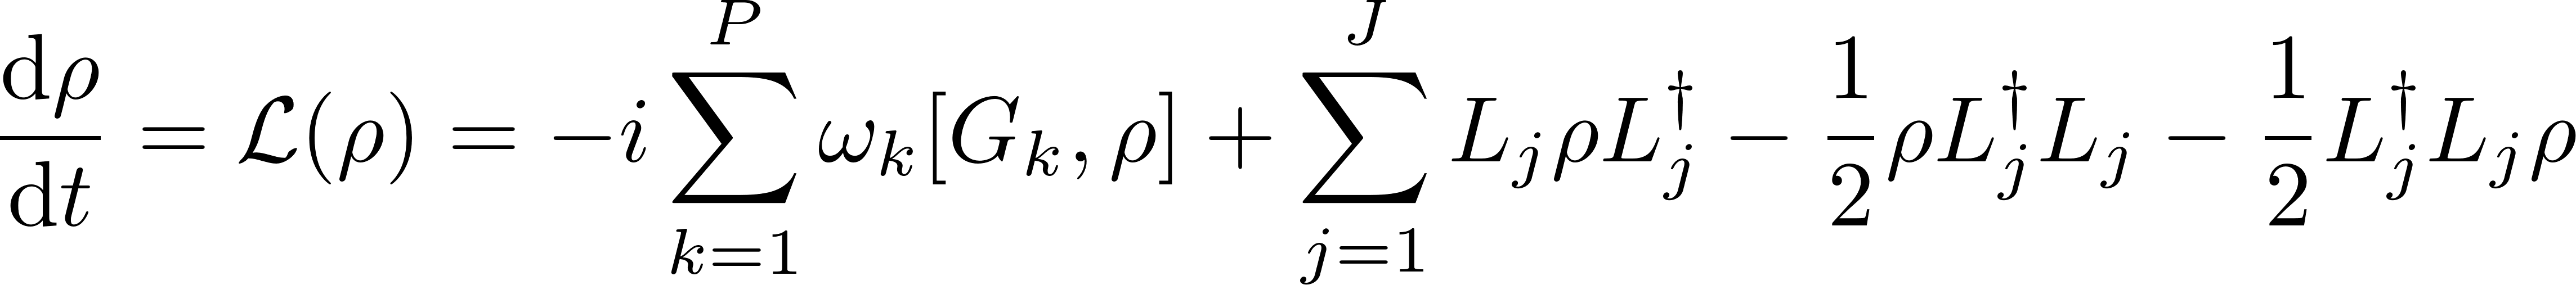 \frac{\mathrm{d}\rho}{\mathrm{d}t} = \mathcal{L}(\rho) = -i \sum_{k=1}^{P} \omega_k [G_k, \rho] + \sum_{j=1}^{J} L_j \rho L_j^\dagger - \frac{1}{2} \rho L_j^\dagger L_j - \frac{1}{2} L_j^\dagger L_j \rho